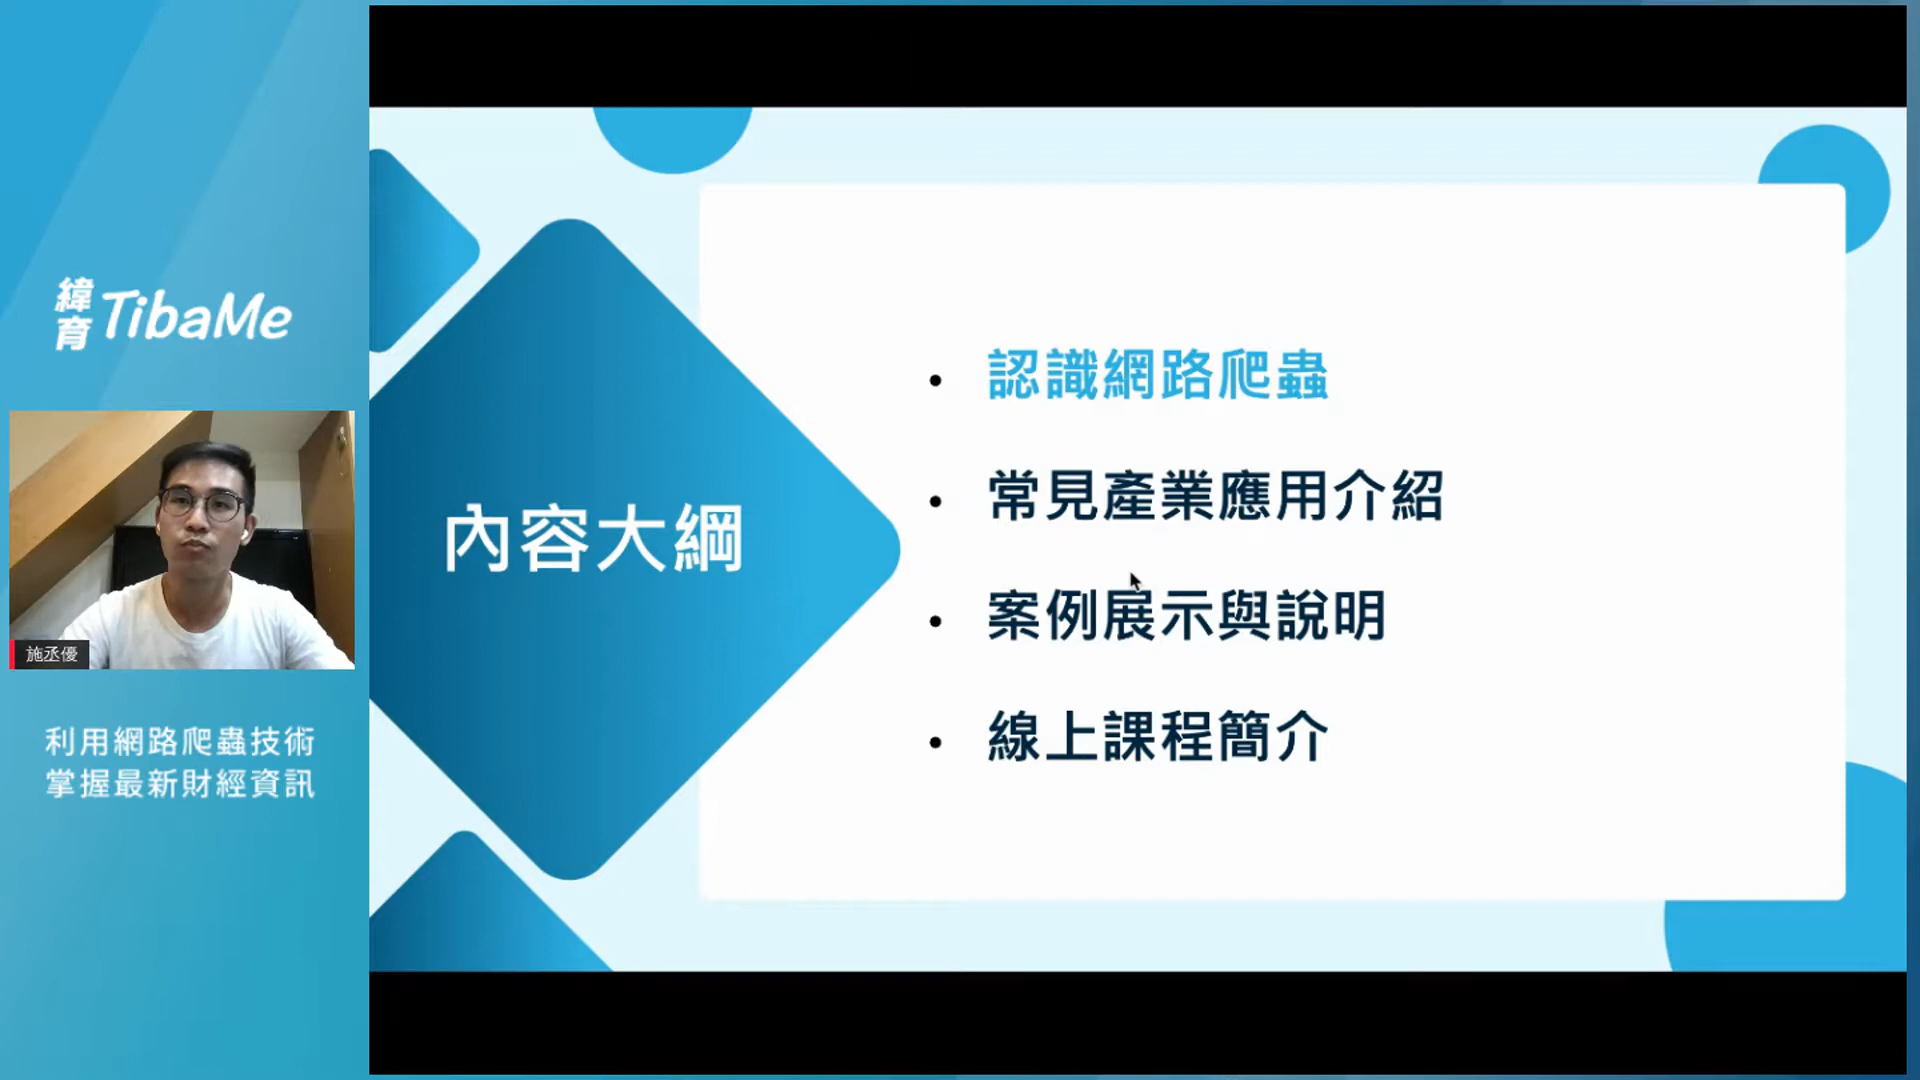 緯育 TibaMe
施丞優
利用網路爬蟲技術
掌握最新財經資訊
內容大綱
• 認識網路爬蟲
• 常見產業應用介紹
• 案例展示與說明
• 線上課程簡介